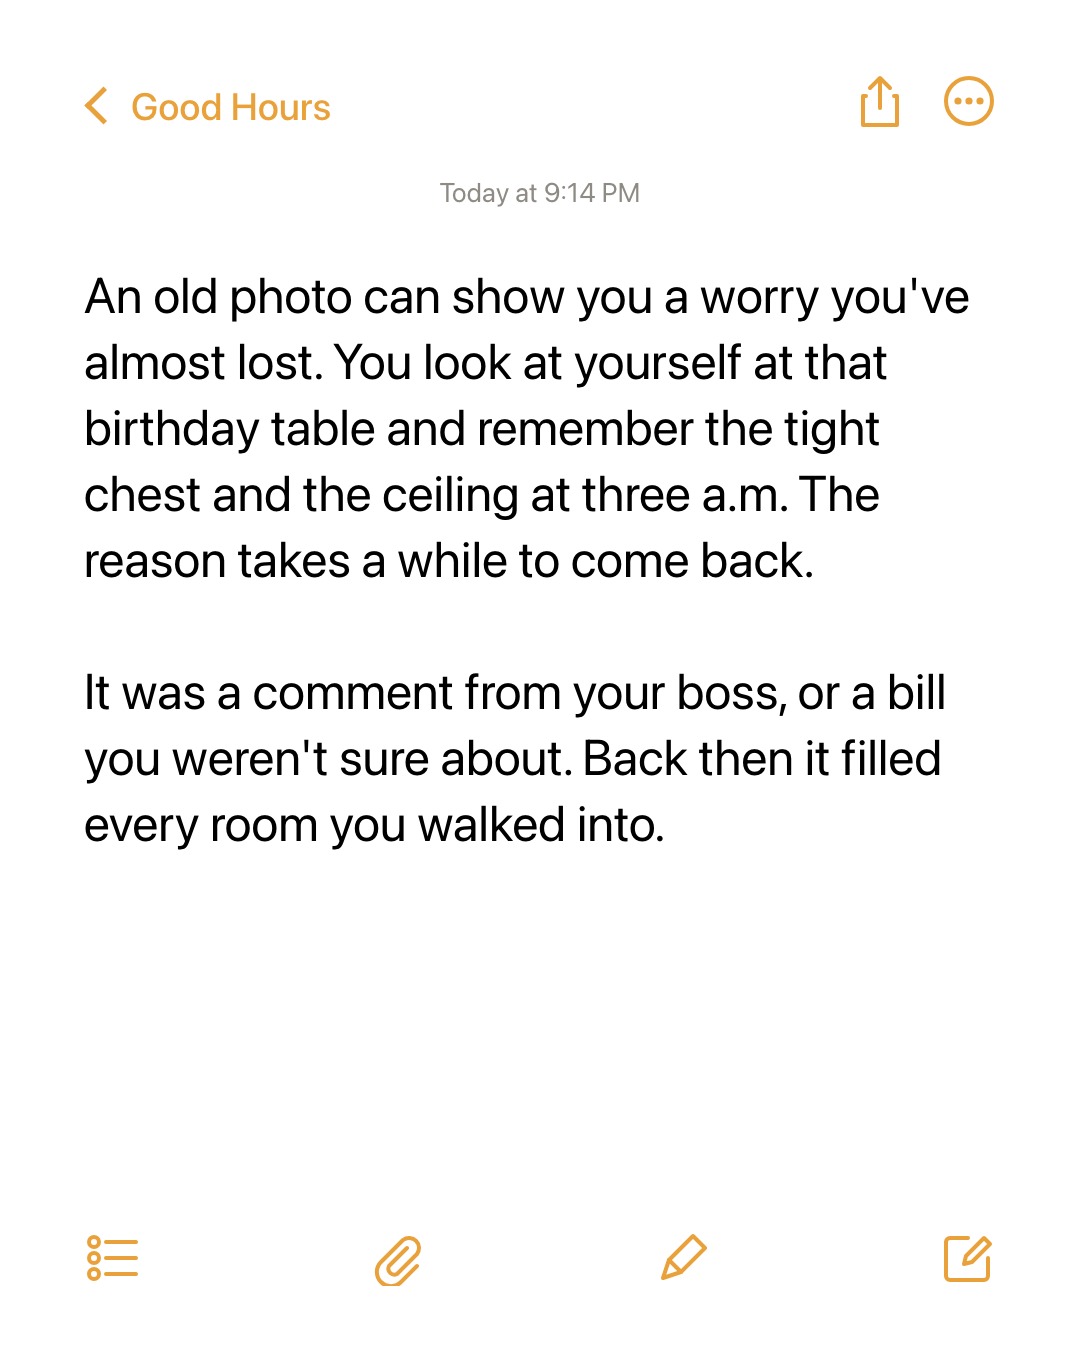 Good Hours
Today at 9:14 PM
An old photo can show you a worry you've
almost lost. You look at yourself at that
birthday table and remember the tight
chest and the ceiling at three a.m. The
reason takes a while to come back.
It was a comment from your boss, or a bill
you weren't sure about. Back then it filled
every room you walked into.